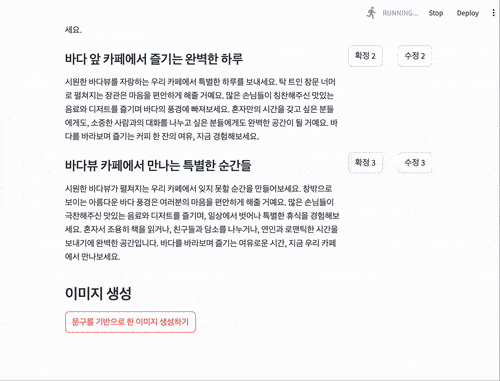 RUNNING... Stop Deploy
세요.
바다 앞 카페에서 즐기는 완벽한 하루
확정 2 수정 2
시원한 바다뷰를 자랑하는 우리 카페에서 특별한 하루를 보내세요. 탁 트인 창문 너머
로 펼쳐지는 장관은 마음을 편안하게 해줄 거예요. 많은 손님들이 칭찬해주신 맛있는
음료와 디저트를 즐기며 바다의 풍경에 빠져보세요. 혼자만의 시간을 갖고 싶은 분들
에게도, 소중한 사람과의 대화를 나누고 싶은 분들에게도 완벽한 공간이 될 거예요. 바
다를 바라보며 즐기는 커피 한 잔의 여유, 지금 경험해보세요.
바다뷰 카페에서 만나는 특별한 순간들
확정 3 수정 3
시원한 바다뷰가 펼쳐지는 우리 카페에서 잊지 못할 순간을 만들어보세요. 창밖으로
보이는 아름다운 바다 풍경은 여러분의 마음을 편안하게 해줄 거예요. 많은 손님들이
극찬해주신 맛있는 음료와 디저트를 즐기며, 일상에서 벗어나 특별한 휴식을 경험해보
세요. 혼자서 조용히 책을 읽거나, 친구들과 담소를 나누거나, 연인과 로맨틱한 시간을
보내기에 완벽한 공간입니다. 바다를 바라보며 즐기는 여유로운 시간, 지금 우리 카페
에서 만나보세요.
이미지 생성
문구를 기반으로 한 이미지 생성하기